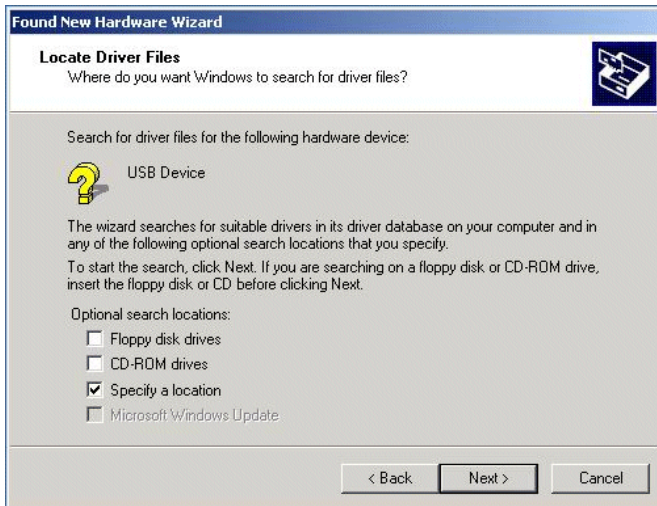 Found New Hardware Wizard
Locate Driver Files
Where do you want Windows to search for driver files?
Search for driver files for the following hardware device:
USB Device
The wizard searches for suitable drivers in its driver database on your computer and in
any of the following optional search locations that you specify.
To start the search, click Next. If you are searching on a floppy disk or CD-ROM drive,
insert the floppy disk or CD before clicking Next.
Optional search locations:
Floppy disk drives
CD-ROM drives
Specify a location
Microsoft Windows Update
< Back Next > Cancel